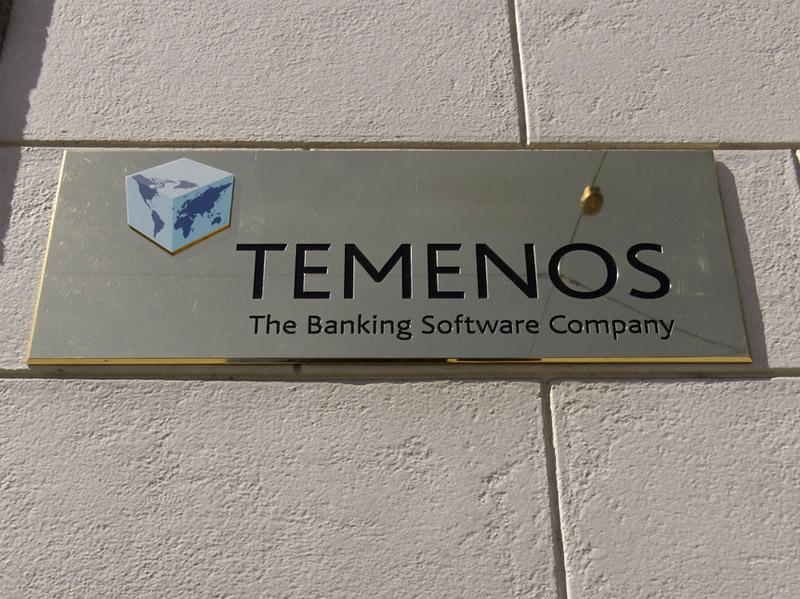 TEMENOS
The Banking Software Company